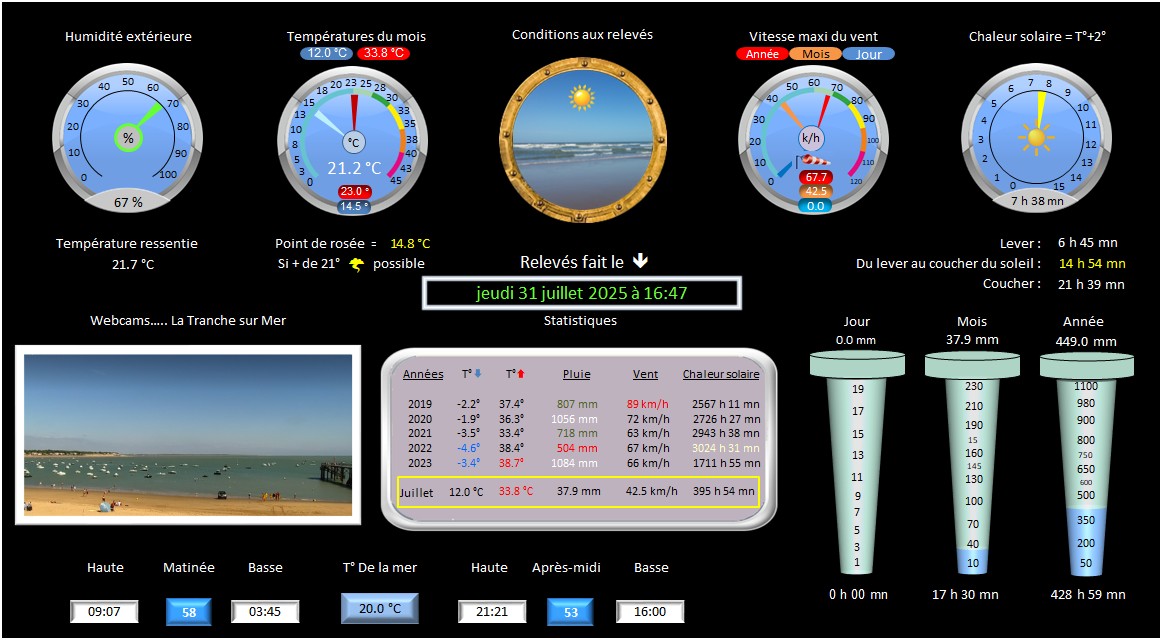 Humidité extérieure
Températures du mois
12.0 °C 33.8 °C
Conditions aux relevés
Vitesse maxi du vent
Année Mois Jour
Chaleur solaire = T°+2°
0 10 20 30 40 50 60 70 80 90 100
%
67 %
0 3 5 8 10 13 15 18 20 23 25 28 30 33 35 38 40 43 45
°C
21.2 °C
23.0 °
14.5 °
0 10 20 30 40 50 60 70 80 90 100 110 120
k/h
67.7
42.5
0.0
0 1 2 3 4 5 6 7 8 9 10 11 12 13 14 15
7 h 38 mn
Température ressentie
21.7 °C
Point de rosée = 14.8 °C
Si + de 21° possible
Relevés fait le
jeudi 31 juillet 2025 à 16:47
Lever : 6 h 45 mn
Du lever au coucher du soleil : 14 h 54 mn
Coucher : 21 h 39 mn
Webcams..... La Tranche sur Mer
Statistiques
Années T° T° Pluie Vent Chaleur solaire
2019 -2.2° 37.4° 807 mm 89 km/h 2567 h 11 mn
2020 -1.9° 36.3° 1056 mm 72 km/h 2726 h 27 mn
2021 -3.5° 33.4° 718 mm 63 km/h 2943 h 38 mn
2022 -4.6° 38.4° 504 mm 67 km/h 3024 h 31 mn
2023 -3.4° 38.7° 1084 mm 66 km/h 1711 h 55 mn
Juillet 12.0 °C 33.8 °C 37.9 mm 42.5 km/h 395 h 54 mn
Jour
0.0 mm
19
17
15
13
11
9
7
5
3
1
0 h 00 mn
Mois
37.9 mm
230
210
190
15
160
145
130
100
70
40
10
17 h 30 mn
Année
449.0 mm
1100
980
900
800
750
650
600
500
350
200
50
428 h 59 mn
Haute Matinée Basse T° De la mer Haute Après-midi Basse
09:07 58 03:45 20.0 °C 21:21 53 16:00